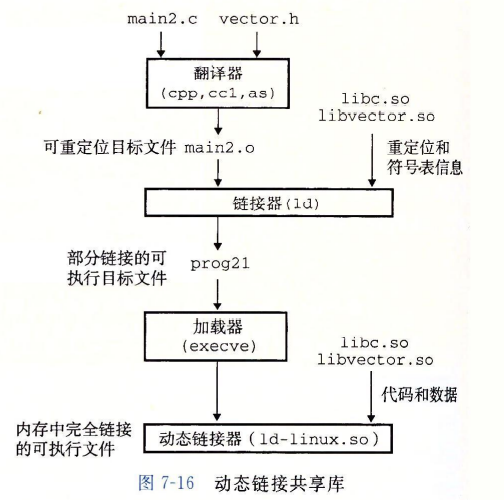 main2.c vector.h
翻译器
(cpp,cc1,as)
libc.so
libvector.so
可重定位目标文件 main2.o
重定位和
符号表信息
链接器(ld)
部分链接的可
执行目标文件
prog21
加载器
(execve)
libc.so
libvector.so
代码和数据
内存中完全链接
的可执行文件
动态链接器(ld-linux.so)
图 7-16 动态链接共享库